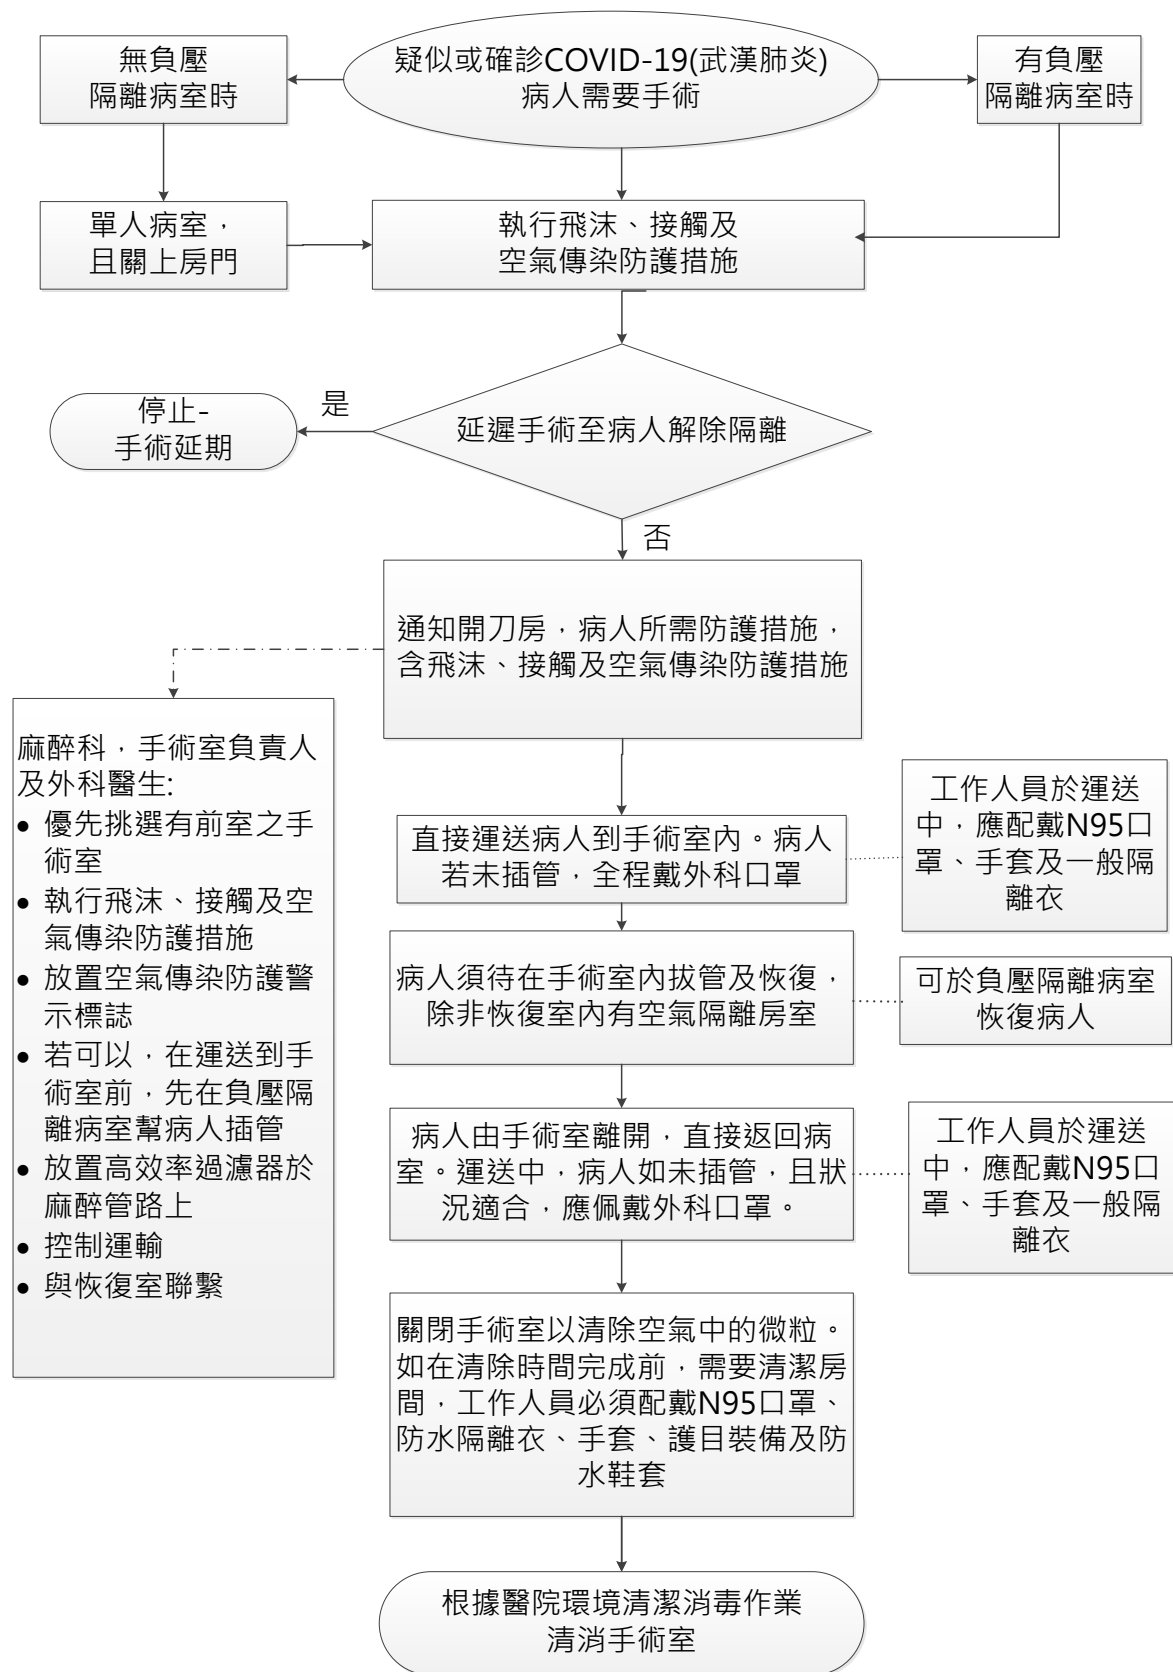 疑似或確診COVID-19(武漢肺炎)
病人需要手術
無負壓
隔離病室時
有負壓
隔離病室時
單人病室，
且關上房門
執行飛沫、接觸及
空氣傳染防護措施
延遲手術至病人解除隔離
是
停止-
手術延期
否
通知開刀房，病人所需防護措施，
含飛沫、接觸及空氣傳染防護措施
麻醉科，手術室負責人
及外科醫生:
• 優先挑選有前室之手
術室
• 執行飛沫、接觸及空
氣傳染防護措施
• 放置空氣傳染防護警
示標誌
• 若可以，在運送到手
術室前，先在負壓隔
離病室幫病人插管
• 放置高效率過濾器於
麻醉管路上
• 控制運輸
• 與恢復室聯繫
直接運送病人到手術室內。病人
若未插管，全程戴外科口罩
工作人員於運送
中，應配戴N95口
罩、手套及一般隔
離衣
病人須待在手術室內拔管及恢復，
除非恢復室內有空氣隔離房室
可於負壓隔離病室
恢復病人
病人由手術室離開，直接返回病
室。運送中，病人如未插管，且狀
況適合，應佩戴外科口罩。
工作人員於運送
中，應配戴N95口
罩、手套及一般隔
離衣
關閉手術室以清除空氣中的微粒。
如在清除時間完成前，需要清潔房
間，工作人員必須配戴N95口罩、
防水隔離衣、手套、護目裝備及防
水鞋套
根據醫院環境清潔消毒作業
清消手術室